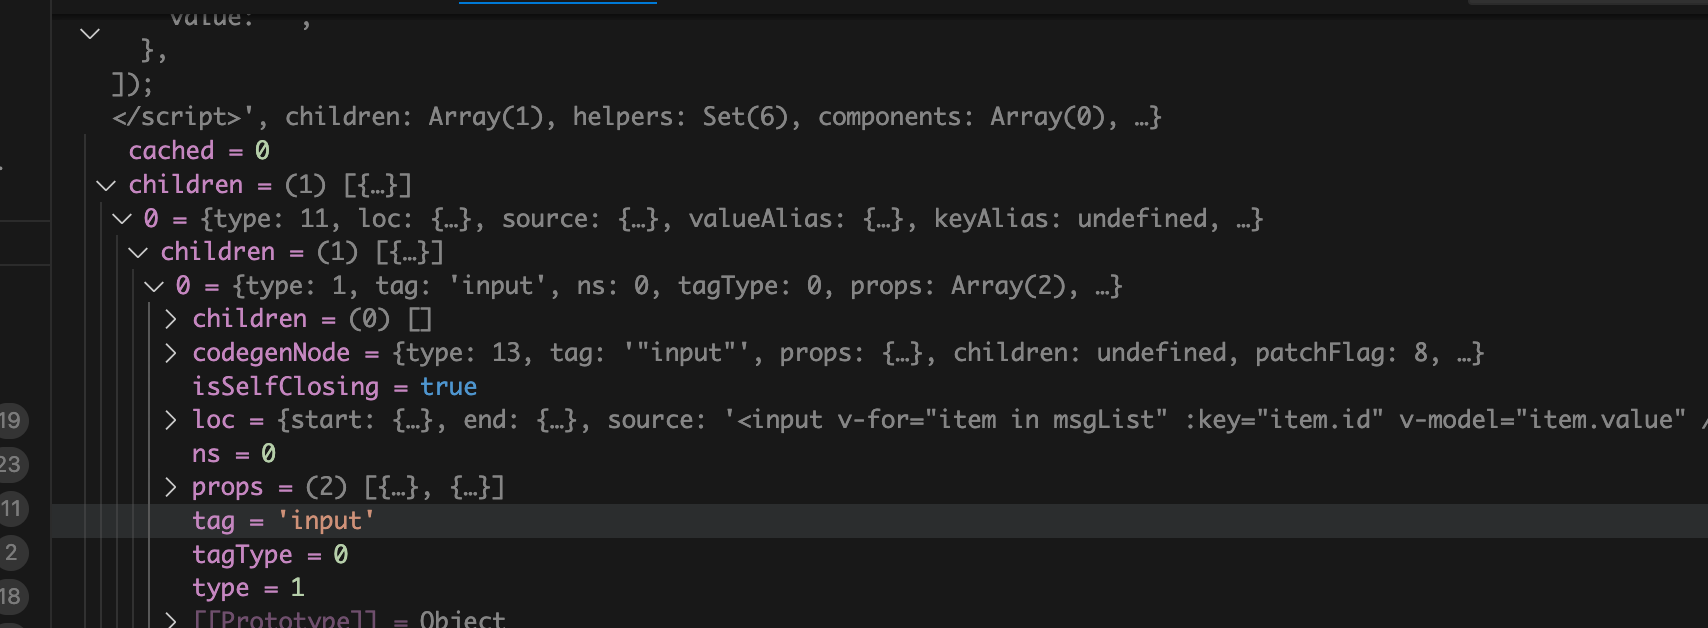 value: '',
},
]);
</script>', children: Array(1), helpers: Set(6), components: Array(0), …}
cached = 0
children = (1) [{…}]
0 = {type: 11, loc: {…}, source: {…}, valueAlias: {…}, keyAlias: undefined, …}
children = (1) [{…}]
0 = {type: 1, tag: 'input', ns: 0, tagType: 0, props: Array(2), …}
children = (0) []
codegenNode = {type: 13, tag: '"input"', props: {…}, children: undefined, patchFlag: 8, …}
isSelfClosing = true
19
loc = {start: {…}, end: {…}, source: '<input v-for="item in msgList" :key="item.id" v-model="item.value" /
ns = 0
23
props = (2) [{…}, {…}]
11
tag = 'input'
2
tagType = 0
18
type = 1
[[Prototype]] = Object